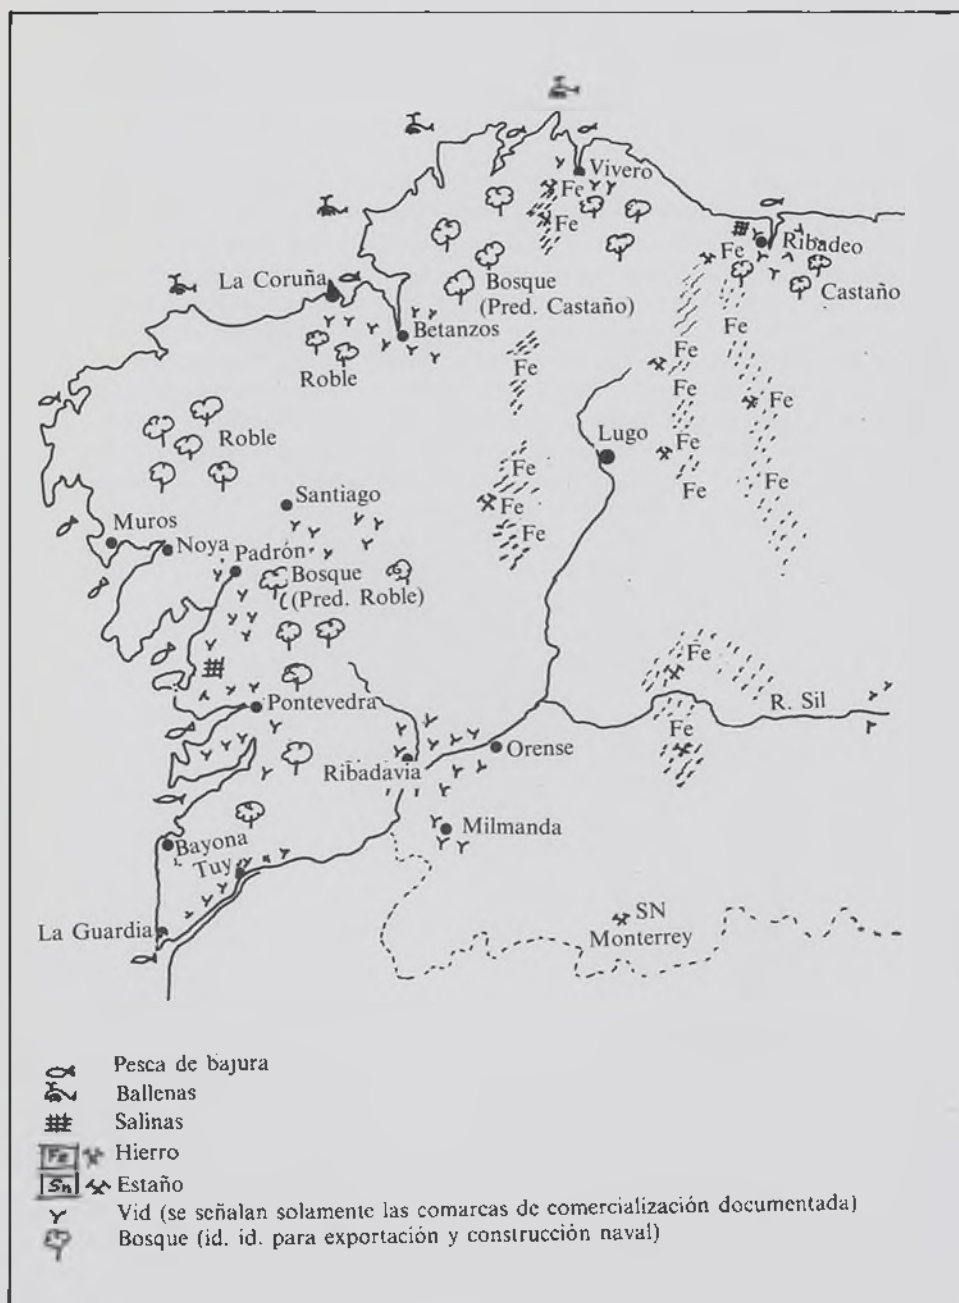 Vivero
Fe
Fe
Ribadeo
Fe
La Coruña
Bosque
(Pred. Castaño)
Castaño
Betanzos
Fe
Roble
Fe
Fe
Fe
Fe
Roble
Lugo
Fe
Fe
Fe
Fe
Santiago
Fe
Muros
Noya
Padrón
Fe
Bosque
(Pred. Roble)
Fe
R. Sil
Pontevedra
Fe
Orense
Ribadavia
Milmanda
Bayona
Tuy
SN
La Guardia
Monterrey
Pesca de bajura
Ballenas
Salinas
Fe Hierro
Sn Estaño
Vid (se señalan solamente las comarcas de comercialización documentada)
Bosque (id. id. para exportación y construcción naval)